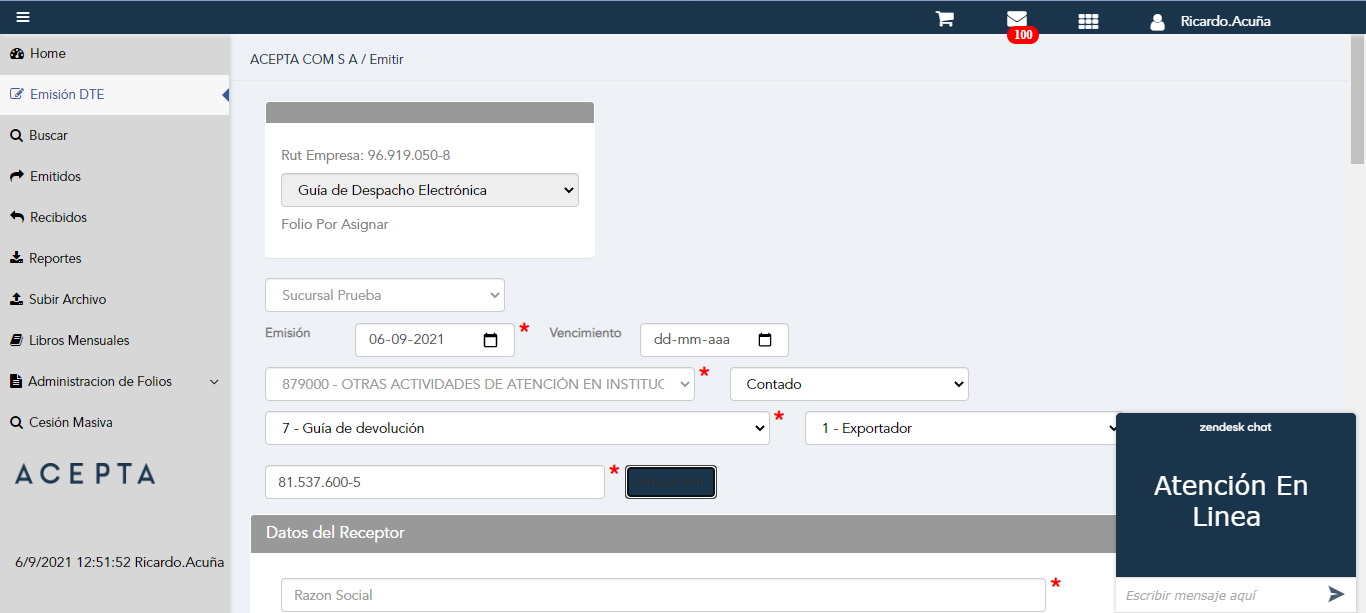 100
Ricardo.Acuña
Home
Emisión DTE
Buscar
Emitidos
Recibidos
Reportes
Subir Archivo
Libros Mensuales
Administracion de Folios
Cesión Masiva
ACEPTA
6/9/2021 12:51:52 Ricardo.Acuña
ACEPTA COM S A / Emitir
Rut Empresa: 96.919.050-8
Guía de Despacho Electrónica
Folio Por Asignar
Sucursal Prueba
Emisión 06-09-2021 * Vencimiento dd-mm-aaa
879000 - OTRAS ACTIVIDADES DE ATENCIÓN EN INSTITUC * Contado
7 - Guía de devolución * 1 - Exportador
81.537.600-5 *
Datos del Receptor
Razon Social *
zendesk chat
Atención En
Linea
Escribir mensaje aquí